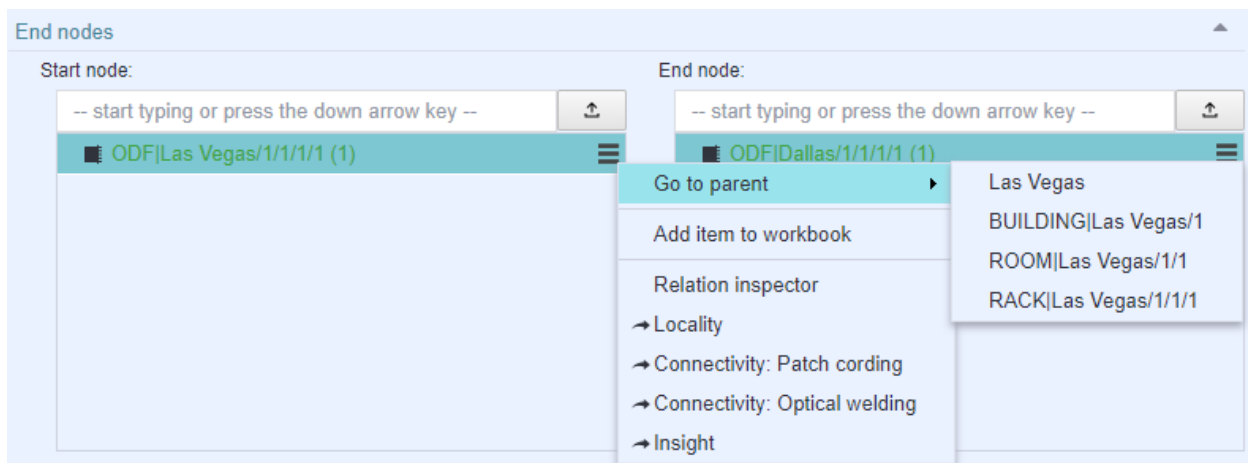 End nodes
Start node:
End node:
-- start typing or press the down arrow key --
-- start typing or press the down arrow key --
ODF|Las Vegas/1/1/1/1 (1)
ODF|Dallas/1/1/1/1 (1)
Go to parent
Add item to workbook
Relation inspector
Locality
Connectivity: Patch cording
Connectivity: Optical welding
Insight
Las Vegas
BUILDING|Las Vegas/1
ROOM|Las Vegas/1/1
RACK|Las Vegas/1/1/1